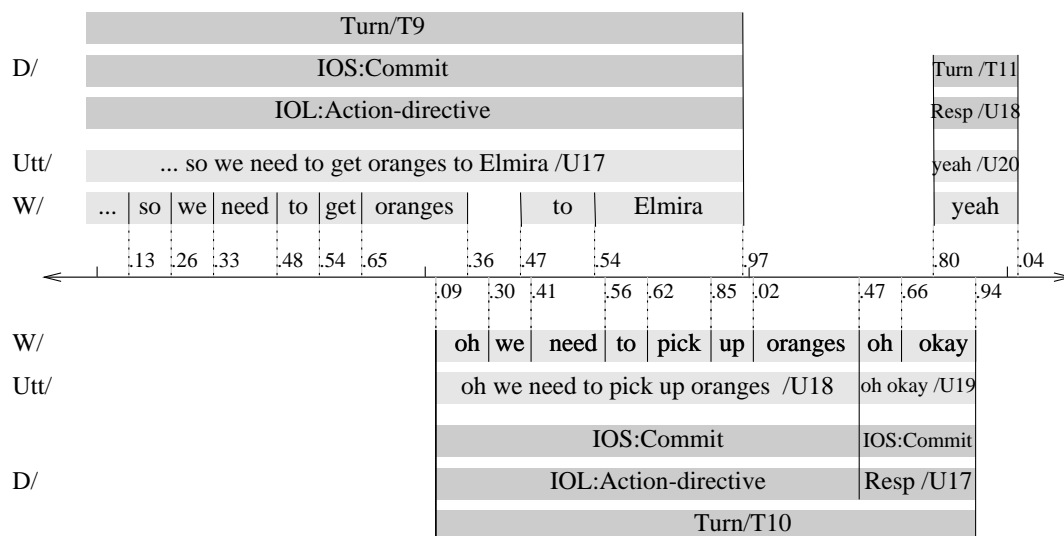 Turn/T9
D/ IOS:Commit Turn /T11
IOL:Action-directive Resp /U18
Utt/ ... so we need to get oranges to Elmira /U17 yeah /U20
W/ ... so we need to get oranges to Elmira yeah
.13 .26 .33 .48 .54 .65 .36 .47 .54 .97 .80 .04
.09 .30 .41 .56 .62 .85 .02 .47 .66 .94
W/ oh we need to pick up oranges oh okay
Utt/ oh we need to pick up oranges /U18 oh okay /U19
IOS:Commit IOS:Commit
D/ IOL:Action-directive Resp /U17
Turn/T10